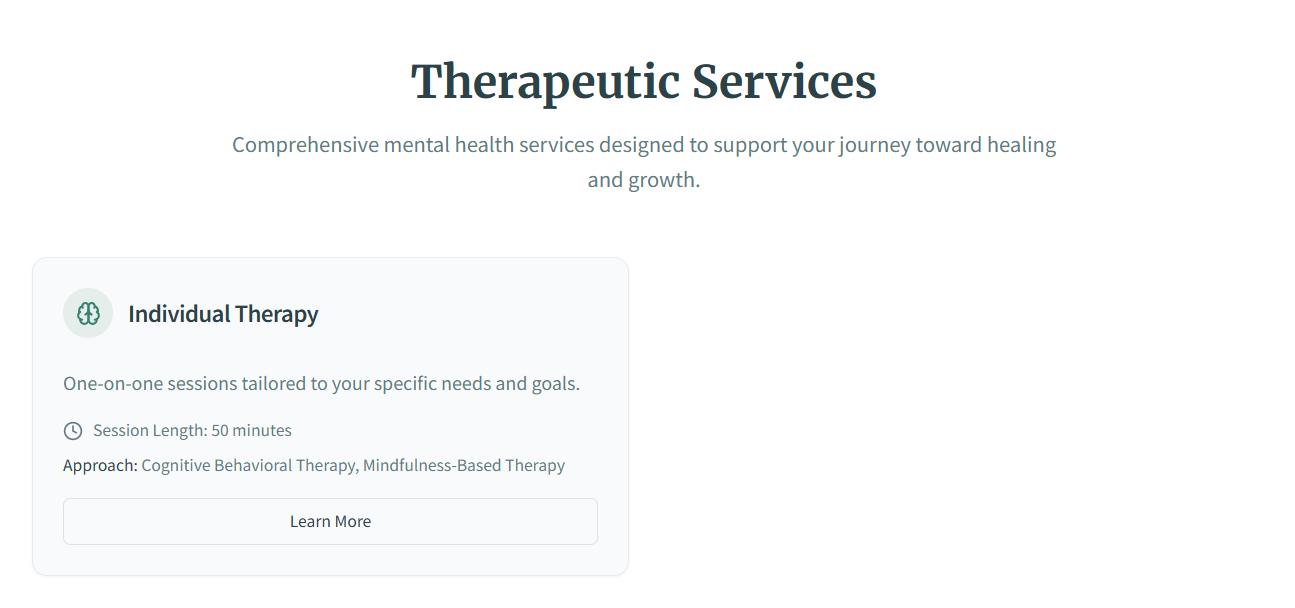 Therapeutic Services
Comprehensive mental health services designed to support your journey toward healing
and growth.
Individual Therapy
One-on-one sessions tailored to your specific needs and goals.
Session Length: 50 minutes
Approach: Cognitive Behavioral Therapy, Mindfulness-Based Therapy
Learn More